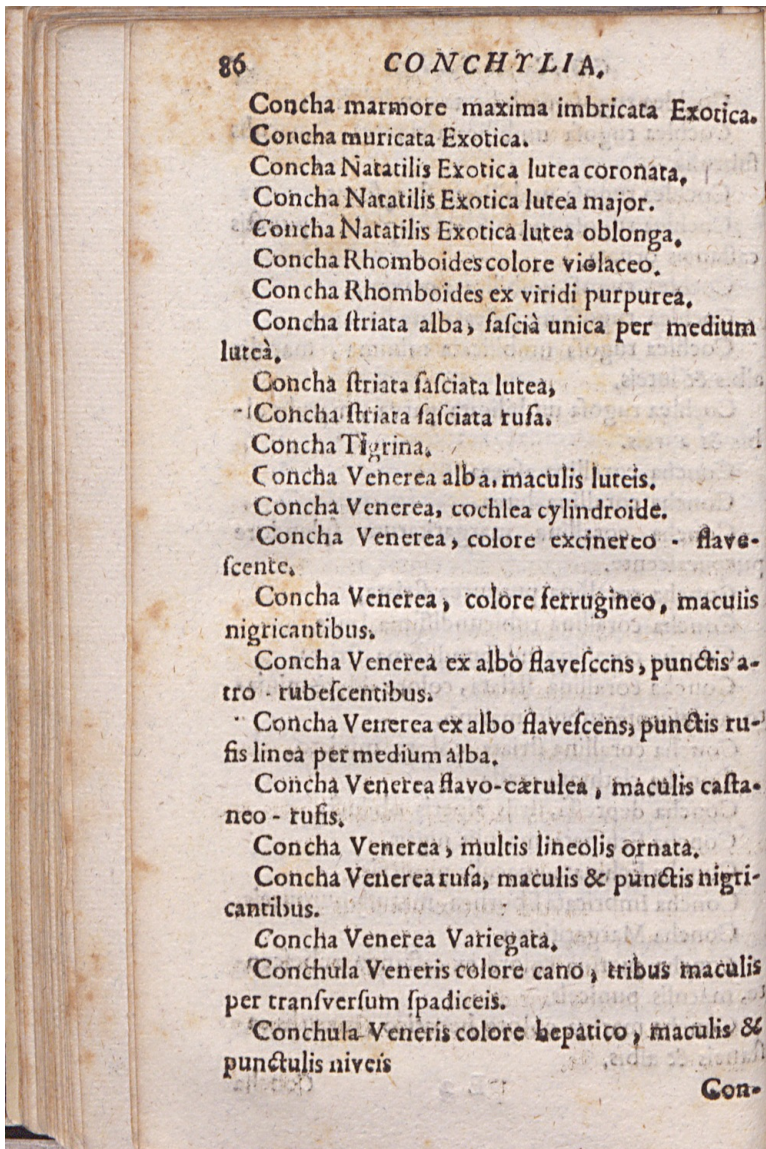 86 CONCHYLIA.
Concha marmore maxima imbricata Exotica.
Concha muricata Exotica.
Concha Natatilis Exotica lutea coronata.
Concha Natatilis Exotica lutea major.
Concha Natatilis Exotica lutea oblonga.
Concha Rhomboides colore violaceo.
Concha Rhomboides ex viridi purpurea.
Concha ſtriata alba, faſcià unica per medium
luteà.
Concha ſtriata faſciata lutea,
Concha ſtriata faſciata rufa.
Concha Tigrina.
Concha Venerea alba, maculis luteis.
Concha Venerea, cochlea cylindroide.
Concha Venerea, colore excinereo - flave-
ſcente.
Concha Venerea, colore ferrugineo, maculis
nigricantibus.
Concha Venerea ex albo flaveſcens, punctis a-
tro - rubeſcentibus.
Concha Venerea ex albo flaveſcens, punctis ru-
fis linea per medium alba.
Concha Venerea flavo-cærulea, maculis caſta-
neo - rufis.
Concha Venerea, multis lineolis ornata.
Concha Venerea rufa, maculis & punctis nigri-
cantibus.
Concha Venerea Variegata.
Conchula Veneris colore cano, tribus maculis
per tranſverſum ſpadiceis.
Conchula Veneris colore hepatico, maculis &
punctulis niveis
Con-